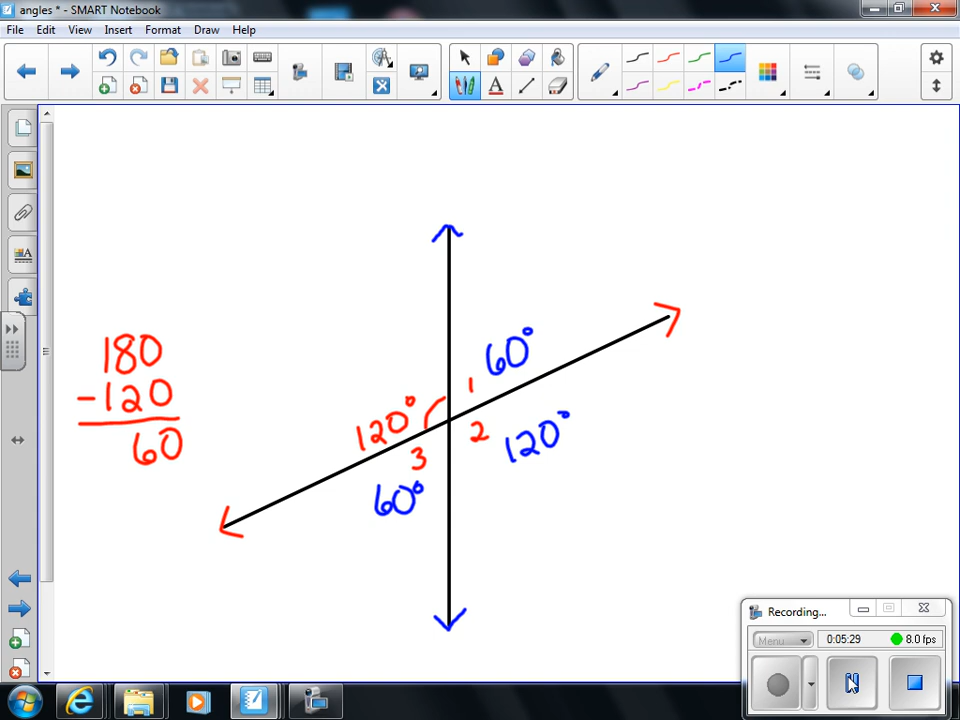 angles * - SMART Notebook
File Edit View Insert Format Draw Help
180
-120
60
60°
1
120°
2
120°
3
60°
Recording...
Menu
0:05:29
8.0 fps